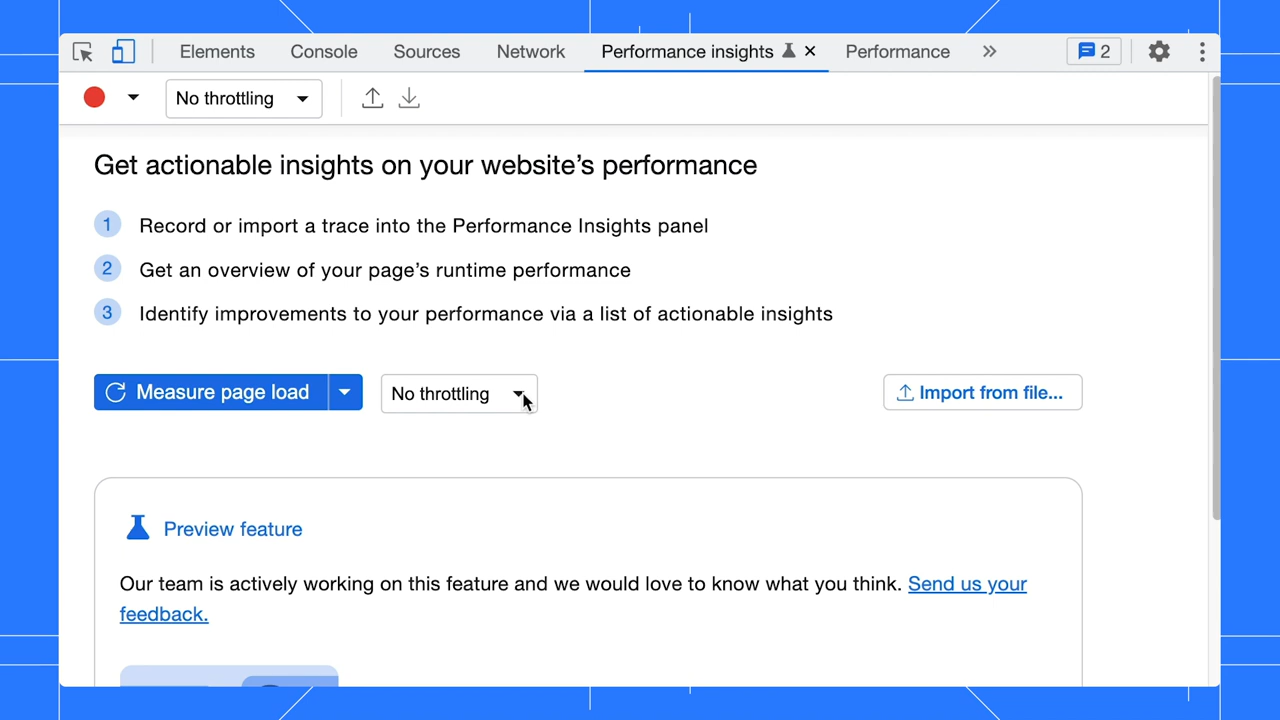 Elements Console Sources Network Performance insights Performance 2
No throttling
Get actionable insights on your website’s performance
1 Record or import a trace into the Performance Insights panel
2 Get an overview of your page’s runtime performance
3 Identify improvements to your performance via a list of actionable insights
Measure page load No throttling Import from file...
Preview feature
Our team is actively working on this feature and we would love to know what you think. Send us your
feedback.